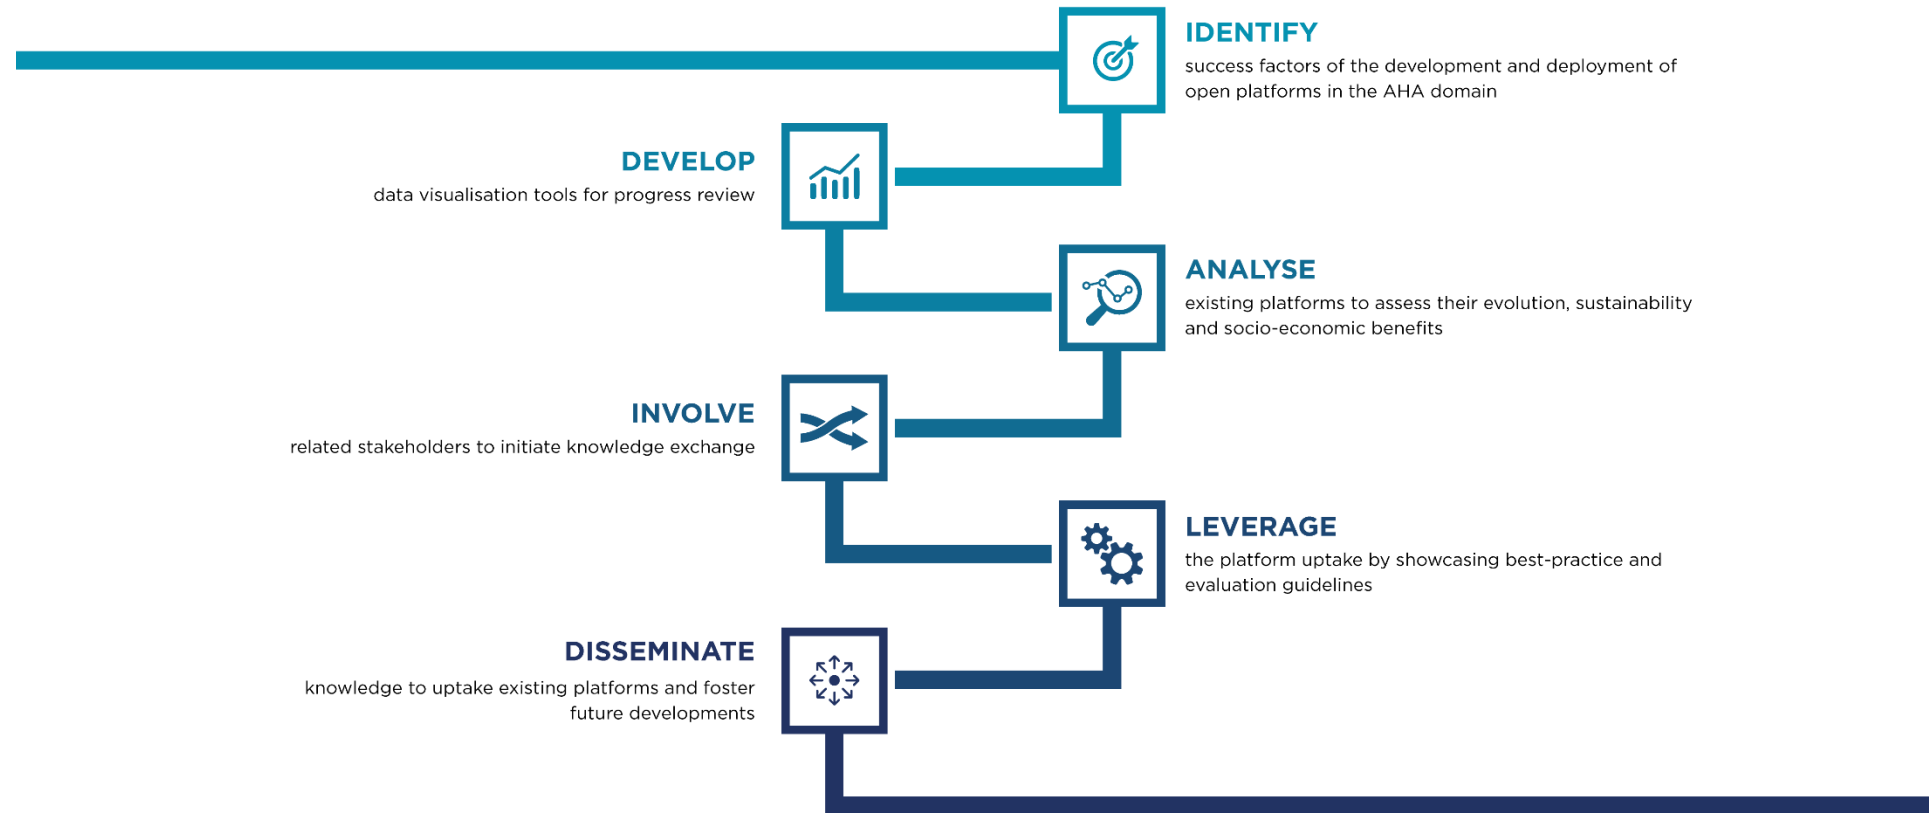 IDENTIFY
success factors of the development and deployment of
open platforms in the AHA domain
DEVELOP
data visualisation tools for progress review
ANALYSE
existing platforms to assess their evolution, sustainability
and socio-economic benefits
INVOLVE
related stakeholders to initiate knowledge exchange
LEVERAGE
the platform uptake by showcasing best-practice and
evaluation guidelines
DISSEMINATE
knowledge to uptake existing platforms and foster
future developments